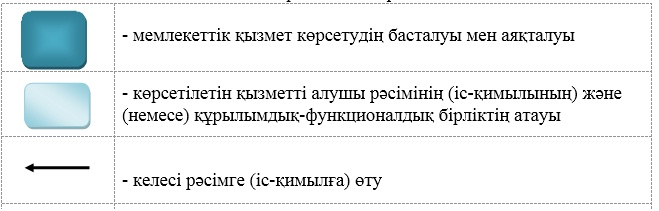 - мемлекеттік қызмет көрсетудің басталуы мен аяқталуы
- көрсетілетін қызметті алушы рәсімінің (іс-қимылының) және
(немесе) құрылымдық-функционалдық бірліктің атауы
- келесі рәсімге (іс-қимылға) өту